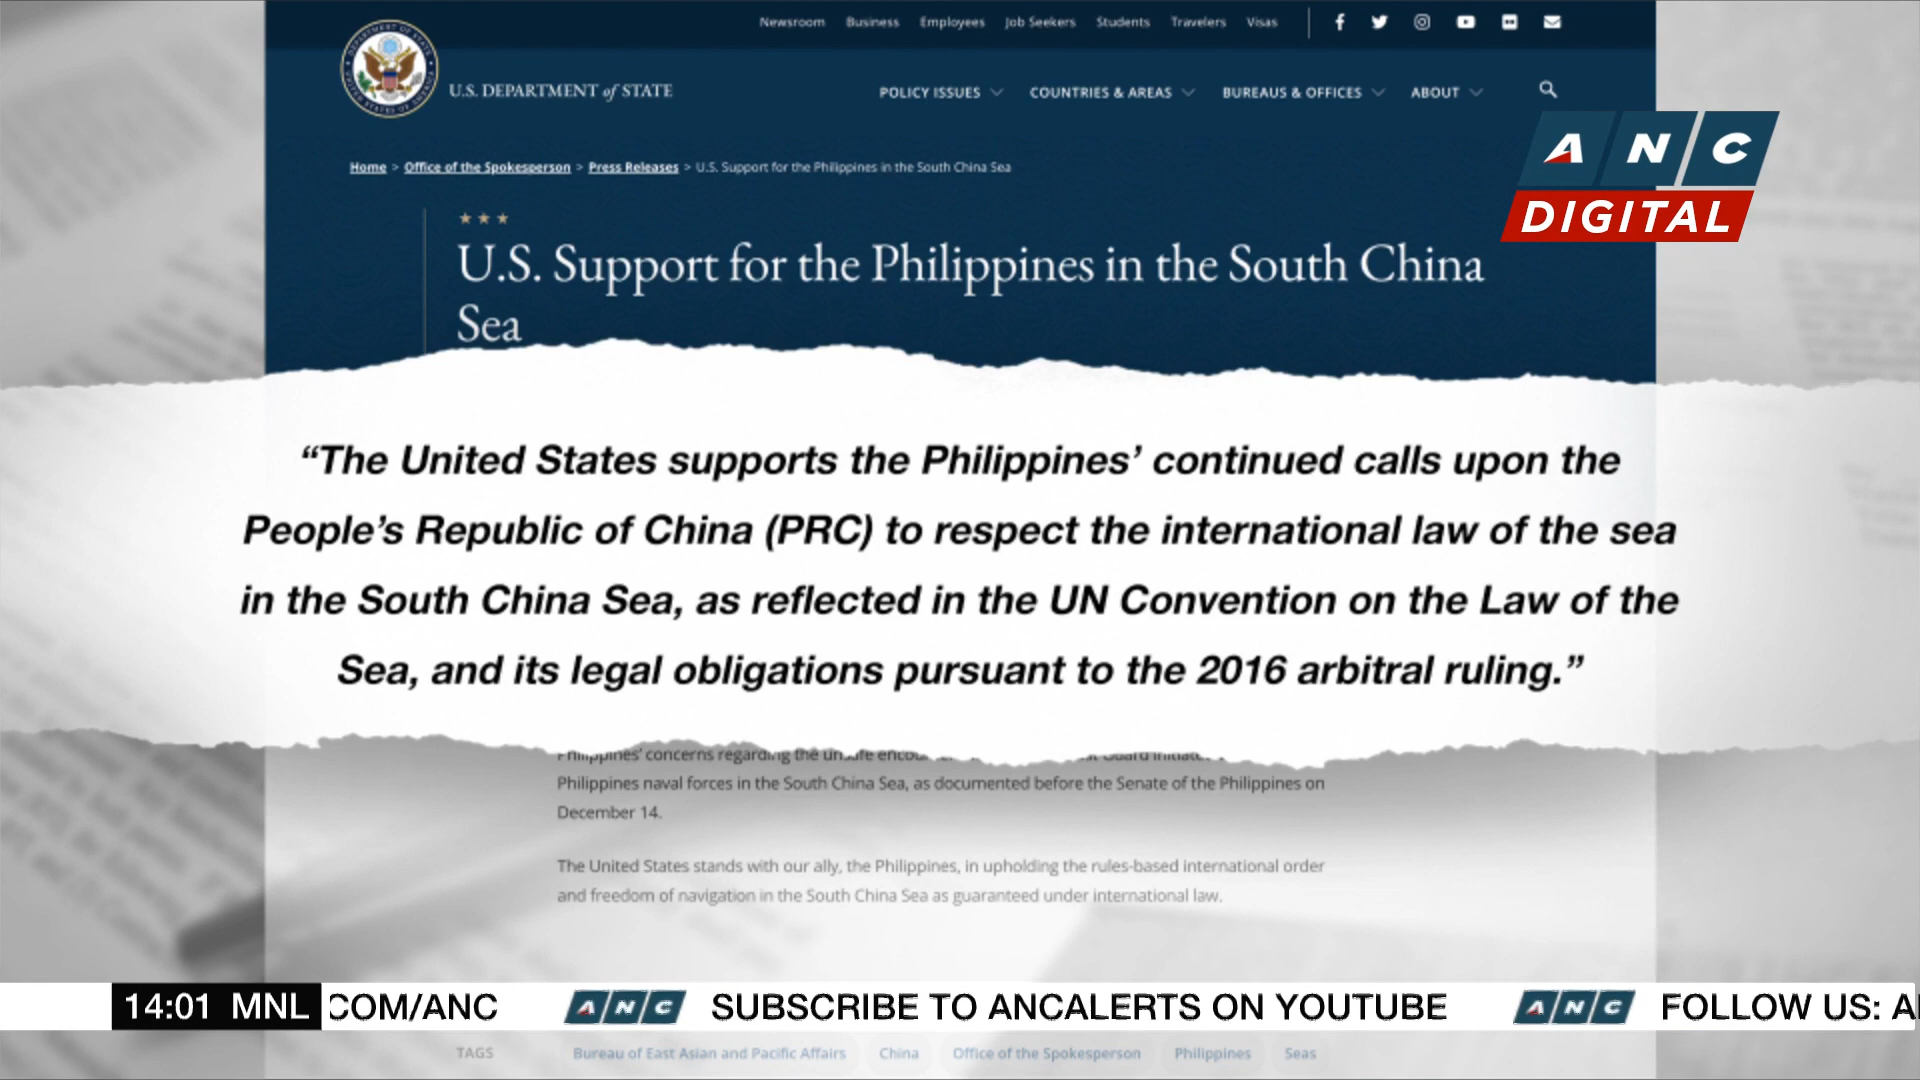 Newsroom Business Employees Job Seekers Students Travelers Visas
U.S. DEPARTMENT of STATE
POLICY ISSUES COUNTRIES & AREAS BUREAUS & OFFICES ABOUT
ANC
DIGITAL
Home > Office of the Spokesperson > Press Releases > U.S. Support for the Philippines in the South China Sea
U.S. Support for the Philippines in the South China
Sea
“The United States supports the Philippines’ continued calls upon the
People’s Republic of China (PRC) to respect the international law of the sea
in the South China Sea, as reflected in the UN Convention on the Law of the
Sea, and its legal obligations pursuant to the 2016 arbitral ruling.”
Philippines’ concerns regarding the unsafe
Philippines naval forces in the South China Sea, as documented before the Senate of the Philippines on
December 14.
The United States stands with our ally, the Philippines, in upholding the rules-based international order
and freedom of navigation in the South China Sea as guaranteed under international law.
14:01 MNL COM/ANC ANC SUBSCRIBE TO ANCALERTS ON YOUTUBE ANC FOLLOW US:
TAGS Bureau of East Asian and Pacific Affairs China Office of the Spokesperson Philippines Seas